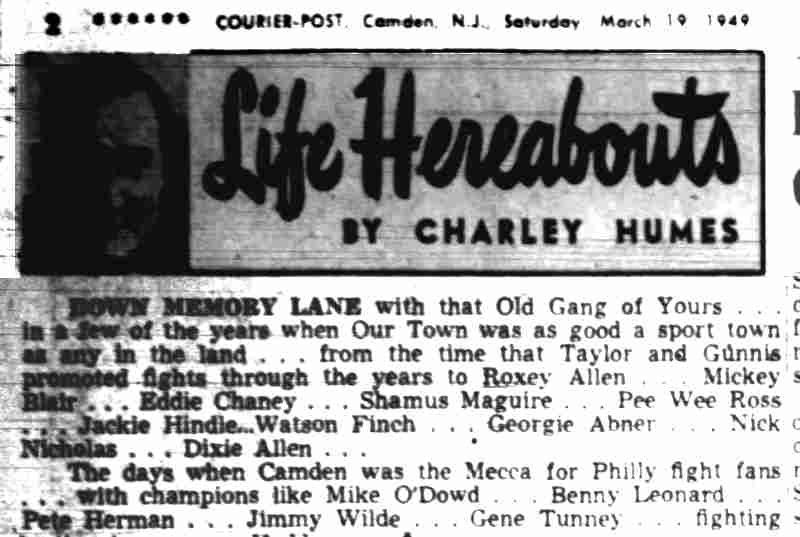 2 ****** COURIER-POST, Camden, N.J., Saturday March 19 1949
Life Hereabouts
BY CHARLEY HUMES
DOWN MEMORY LANE with that Old Gang of Yours . . .
in a few of the years when Our Town was as good a sport town
as any in the land . . . from the time that Taylor and Gunnis
promoted fights through the years to Roxey Allen . . . Mickey
Blair . . . Eddie Chaney . . . Shamus Maguire . . . Pee Wee Ross
. . . Jackie Hindle...Watson Finch . . . Georgie Abner . . . Nick
Nicholas . . . Dixie Allen . . .
The days when Camden was the Mecca for Philly fight fans
. . . with champions like Mike O'Dowd . . . Benny Leonard . . .
Pete Herman . . . Jimmy Wilde . . . Gene Tunney . . . fighting